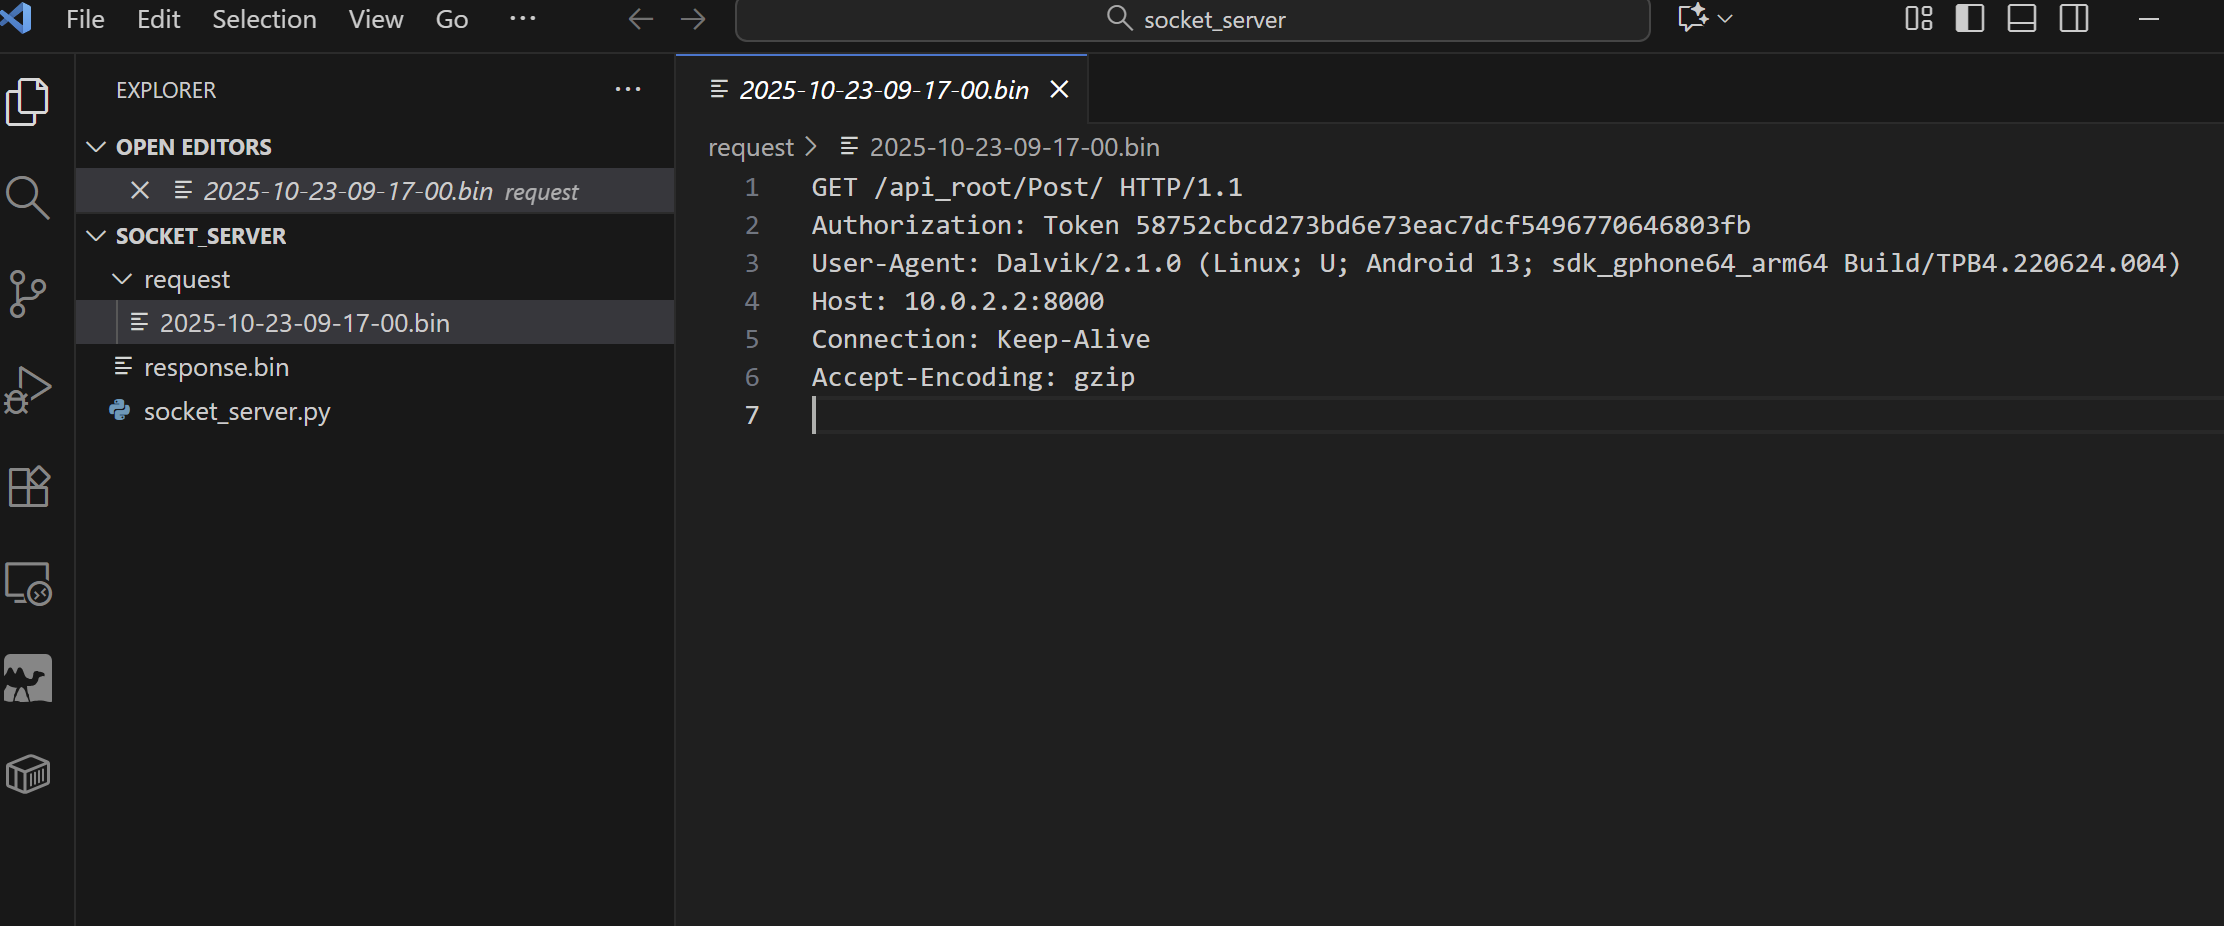 File Edit Selection View Go ···
socket_server
EXPLORER
OPEN EDITORS
2025-10-23-09-17-00.bin request
SOCKET_SERVER
request
2025-10-23-09-17-00.bin
response.bin
socket_server.py
2025-10-23-09-17-00.bin
request > 2025-10-23-09-17-00.bin
1 GET /api_root/Post/ HTTP/1.1
2 Authorization: Token 58752cbcd273bd6e73eac7dcf5496770646803fb
3 User-Agent: Dalvik/2.1.0 (Linux; U; Android 13; sdk_gphone64_arm64 Build/TPB4.220624.004)
4 Host: 10.0.2.2:8000
5 Connection: Keep-Alive
6 Accept-Encoding: gzip
7